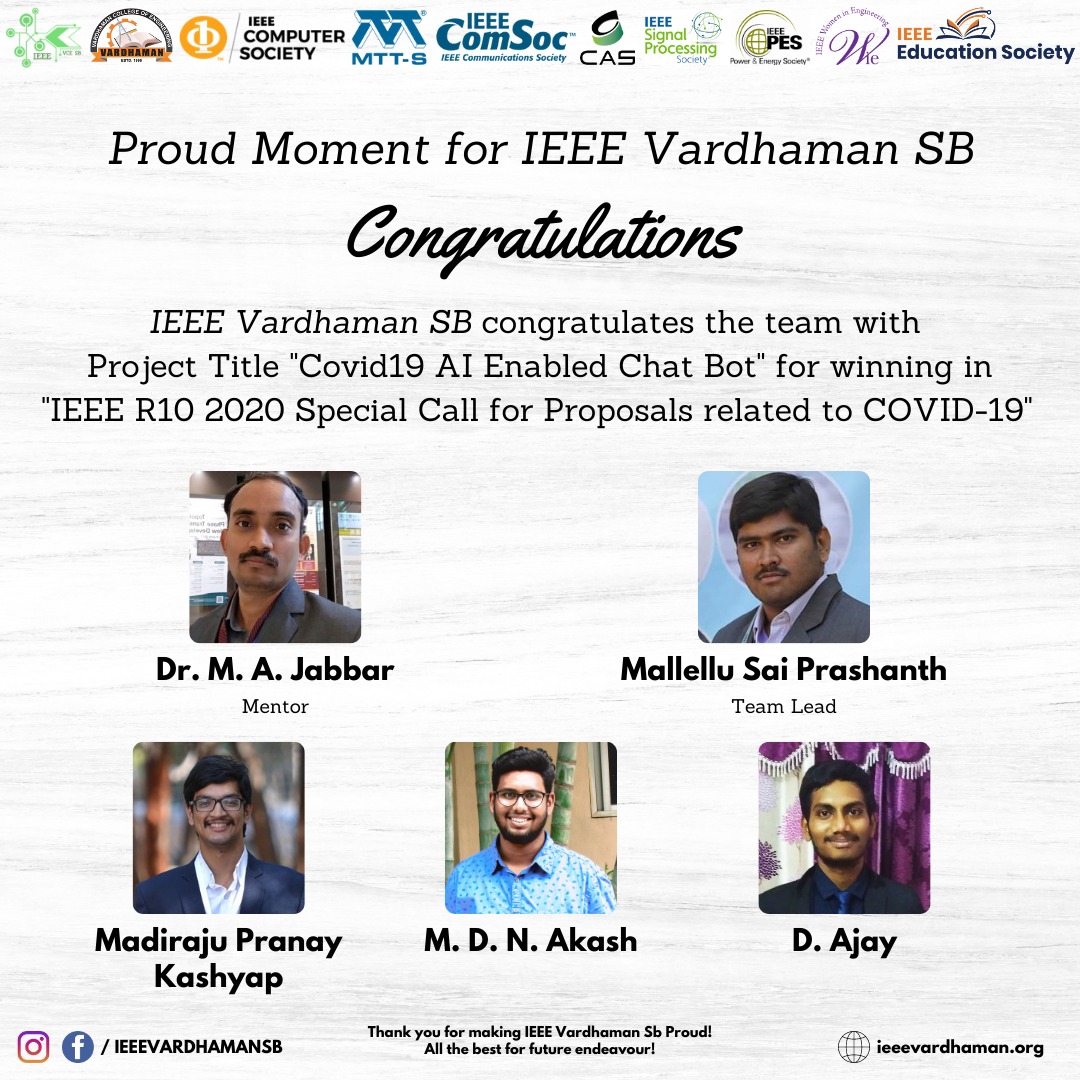 IEEE
VCE SB
VARDHAMAN COLLEGE OF ENGINEERING
VARDHAMAN
ESTD. 1999
IEEE
COMPUTER
SOCIETY
MTT-S®
IEEE
ComSoc™
IEEE Communications Society
CAS
IEEE
Signal
Processing
Society
IEEE
PES
Power & Energy Society®
IEEE Women in Engineering
WIe
IEEE
Education Society
Proud Moment for IEEE Vardhaman SB
Congratulations
IEEE Vardhaman SB congratulates the team with
Project Title "Covid19 AI Enabled Chat Bot" for winning in
"IEEE R10 2020 Special Call for Proposals related to COVID-19"
Dr. M. A. Jabbar
Mentor
Mallellu Sai Prashanth
Team Lead
Madiraju Pranay
Kashyap
M. D. N. Akash
D. Ajay
/ IEEEVARDHAMANSB
Thank you for making IEEE Vardhaman Sb Proud!
All the best for future endeavour!
ieeevardhaman.org